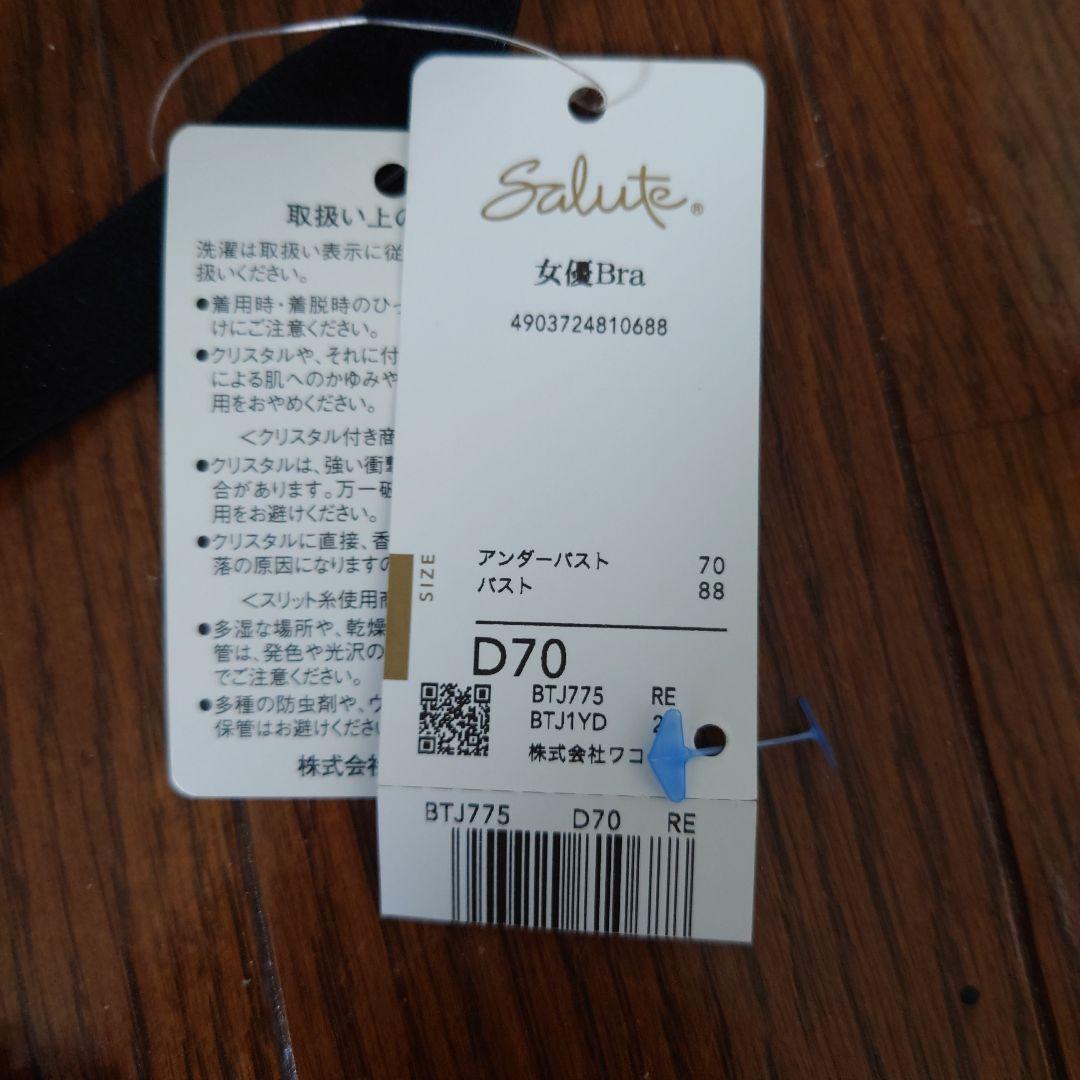 取扱い上の
洗濯は取扱い表示に従
扱いください。
●着用時・着脱時のひっ
けにご注意ください。
●クリスタルや、それに付
による肌へのかゆみや
用をおやめください。
<クリスタル付き商
●クリスタルは、強い衝撃
合があります。万一破
用をお避けください。
●クリスタルに直接、香
落の原因になりますの
<スリット糸使用商
●多湿な場所や、乾燥
管は、発色や光沢の
でご注意ください。
●多種の防虫剤や、ウ
保管はお避けくださ
株式会社
Salute®
女優Bra
4903724810688
SIZE
アンダーバスト 70
バスト 88
D70
BTJ775 RE
BTJ1YD
株式会社ワコ
BTJ775 D70 RE